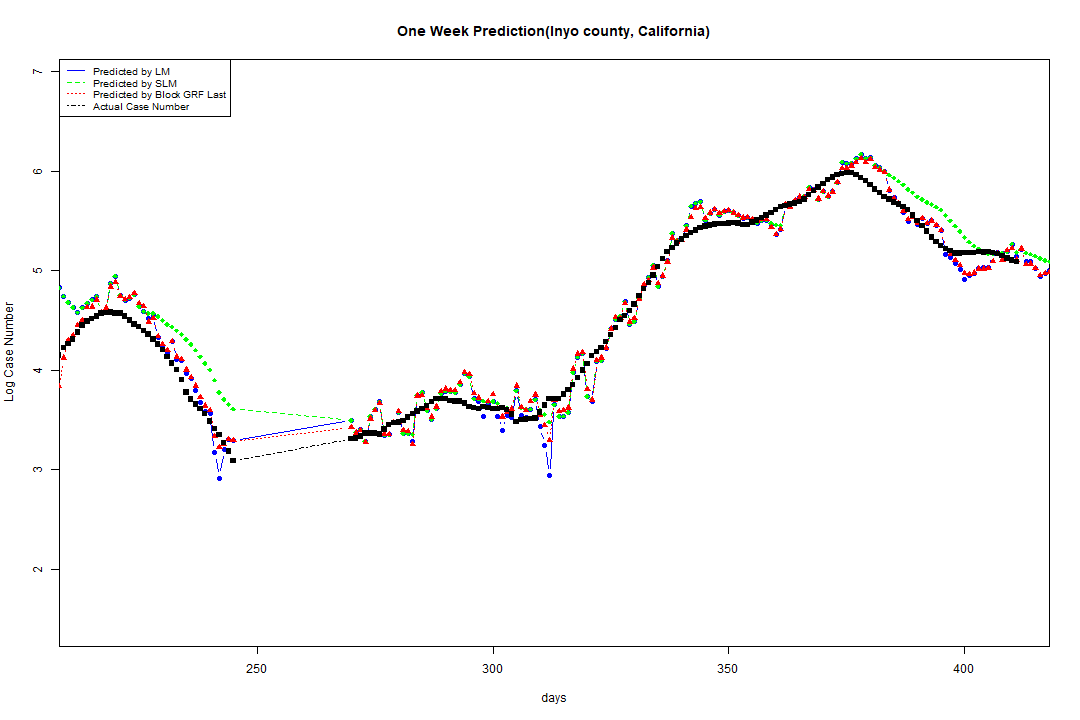 One Week Prediction(Inyo county, California)
Predicted by LM
Predicted by SLM
Predicted by Block GRF Last
Actual Case Number
7
6
5
4
3
2
Log Case Number
250 300 350 400
days